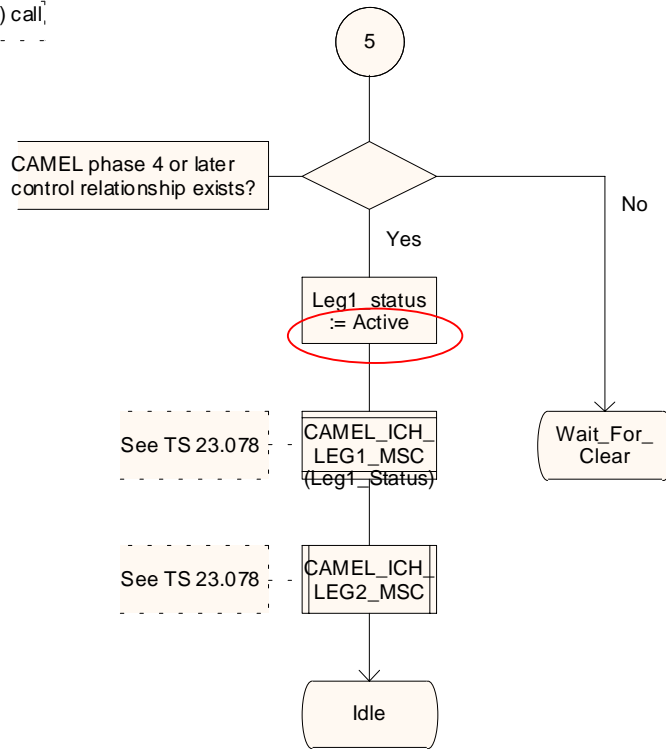 ) call
5
CAMEL phase 4 or later
control relationship exists?
No
Yes
Leg1_status
:= Active
See TS 23.078
CAMEL_ICH_
LEG1_MSC
(Leg1_Status)
Wait_For_
Clear
See TS 23.078
CAMEL_ICH_
LEG2_MSC
Idle